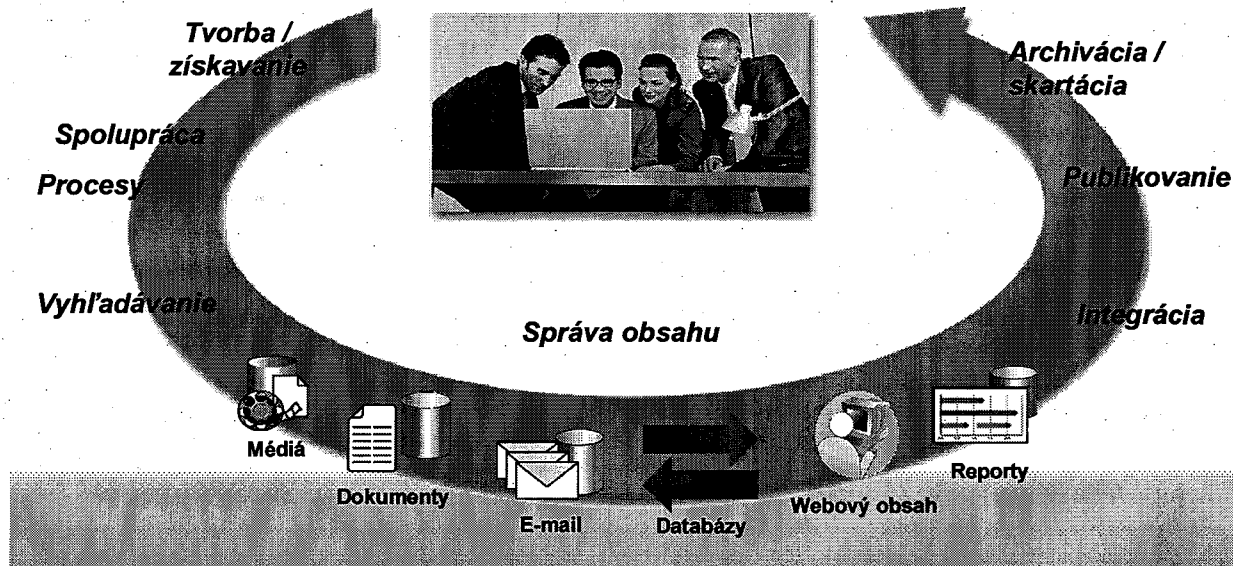 Tvorba /
získavanie
Archivácia /
skartácia
Spolupráca
Procesy
Publikovanie
Vyhľadávanie
Správa obsahu
Integrácia
Médiá
Dokumenty
E-mail
Databázy
Webový obsah
Reporty